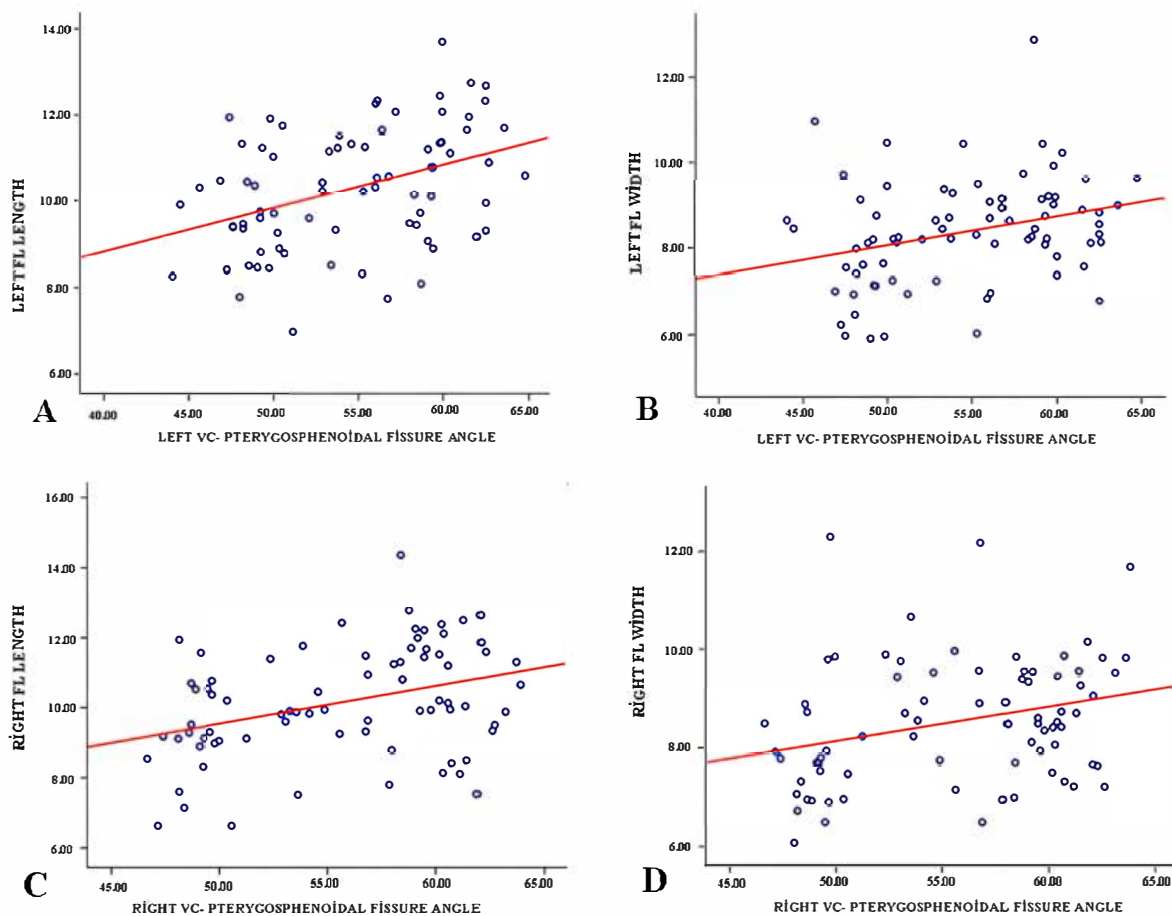 14.00
12.00
10.00
8.00
6.00
LEFT FL LENGTH
40.00 45.00 50.00 55.00 60.00 65.00
A
LEFT VC- PTERYGOSPHENOİDAL FİSSURE ANGLE
12.00
10.00
8.00
6.00
LEFT FL WİDTH
40.00 45.00 50.00 55.00 60.00 65.00
B
LEFT VC- PTERYGOSPHENOİDAL FİSSURE ANGLE
16.00
14.00
12.00
10.00
8.00
6.00
RİGHT FL LENGTH
45.00 50.00 55.00 60.00 65.00
C
RİGHT VC- PTERYGOSPHENOİDAL FİSSURE ANGLE
12.00
10.00
8.00
6.00
RİGHT FL WİDTH
45.00 50.00 55.00 60.00 65.00
D
RİGHT VC- PTERYGOSPHENOİDAL FİSSURE ANGLE